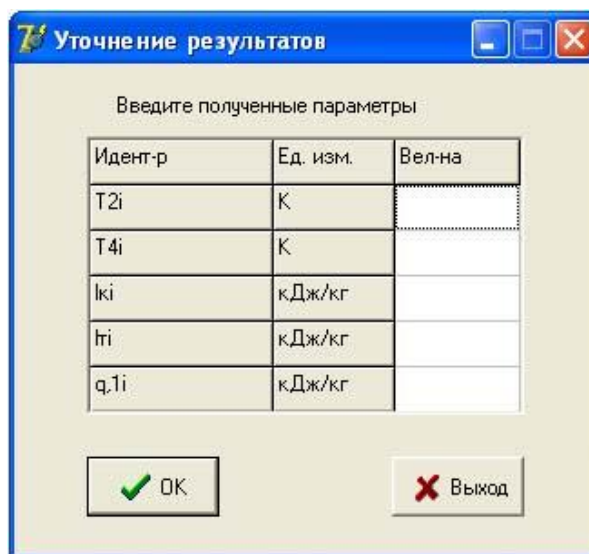 Уточнение результатов
Введите полученные параметры
Идент-р Ед. изм. Вел-на
T2i K
T4i K
lкi кДж/кг
lтi кДж/кг
q,1i кДж/кг
OK Выход